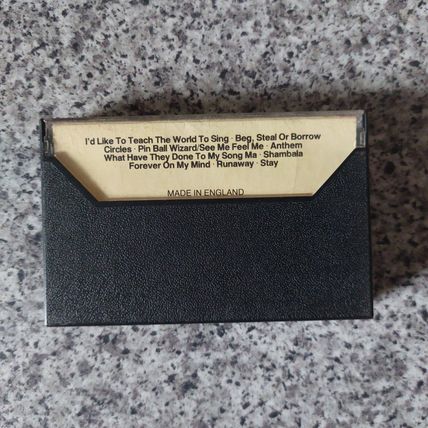 I'd Like To Teach The World To Sing · Beg, Steal Or Borrow
Circles · Pin Ball Wizard/See Me Feel Me · Anthem
What Have They Done To My Song Ma · Shambala
Forever On My Mind · Runaway · Stay
MADE IN ENGLAND